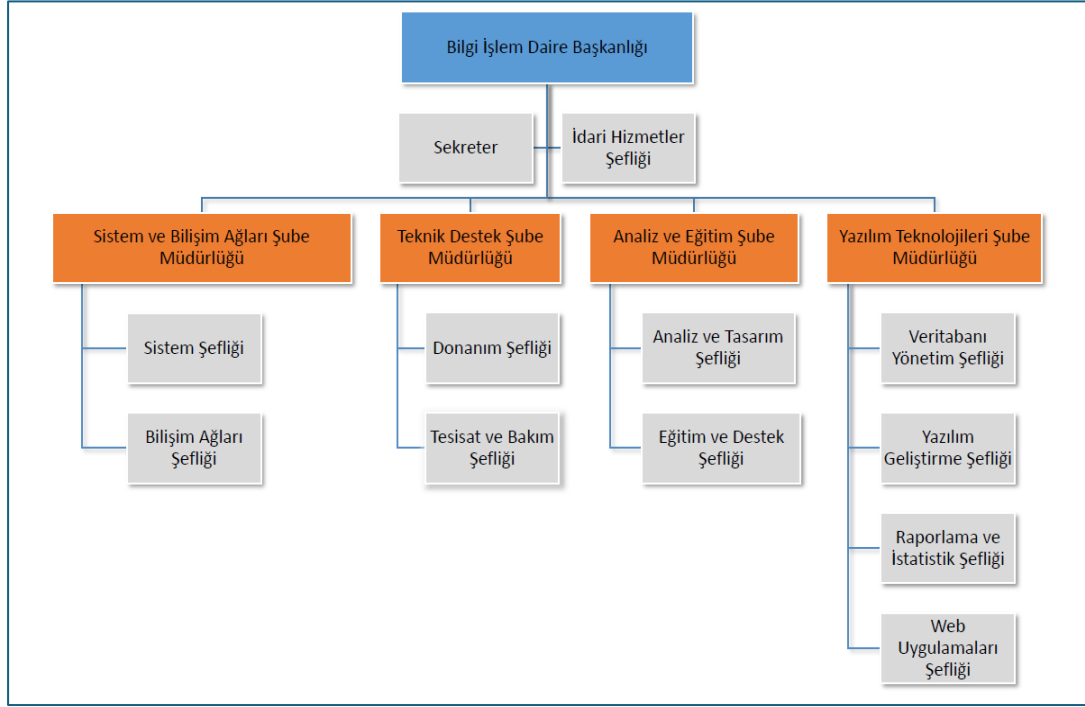 Bilgi İşlem Daire Başkanlığı
Sekreter
İdari Hizmetler
Şefliği
Sistem ve Bilişim Ağları Şube
Müdürlüğü
Teknik Destek Şube
Müdürlüğü
Analiz ve Eğitim Şube
Müdürlüğü
Yazılım Teknolojileri Şube
Müdürlüğü
Sistem Şefliği
Bilişim Ağları
Şefliği
Donanım Şefliği
Tesisat ve Bakım
Şefliği
Analiz ve Tasarım
Şefliği
Eğitim ve Destek
Şefliği
Veritabanı
Yönetim Şefliği
Yazılım
Geliştirme Şefliği
Raporlama ve
İstatistik Şefliği
Web
Uygulamaları
Şefliği